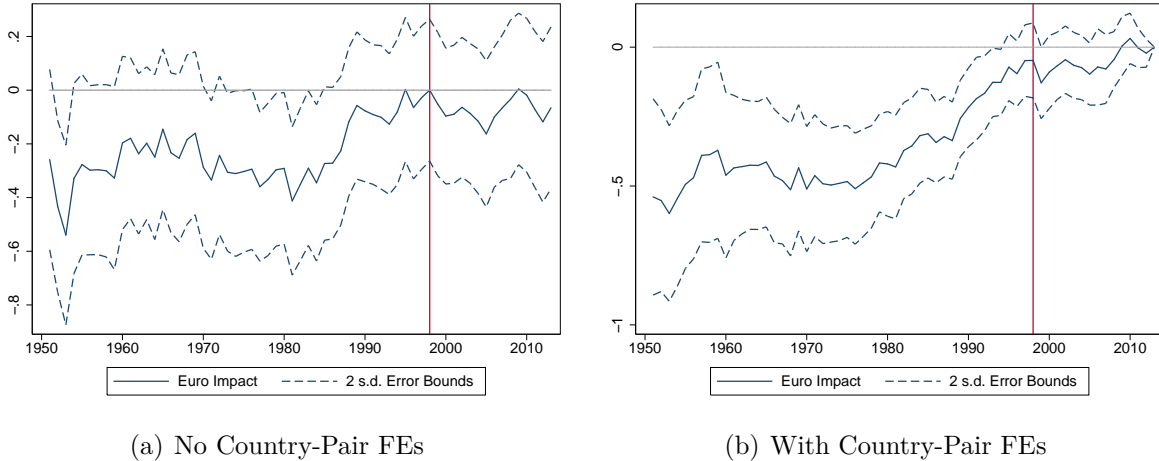 .2
0
-.2
-.4
-.6
-.8
1950 1960 1970 1980 1990 2000 2010
Euro Impact 2 s.d. Error Bounds
(a) No Country-Pair FEs
0
-.5
-1
1950 1960 1970 1980 1990 2000 2010
Euro Impact 2 s.d. Error Bounds
(b) With Country-Pair FEs